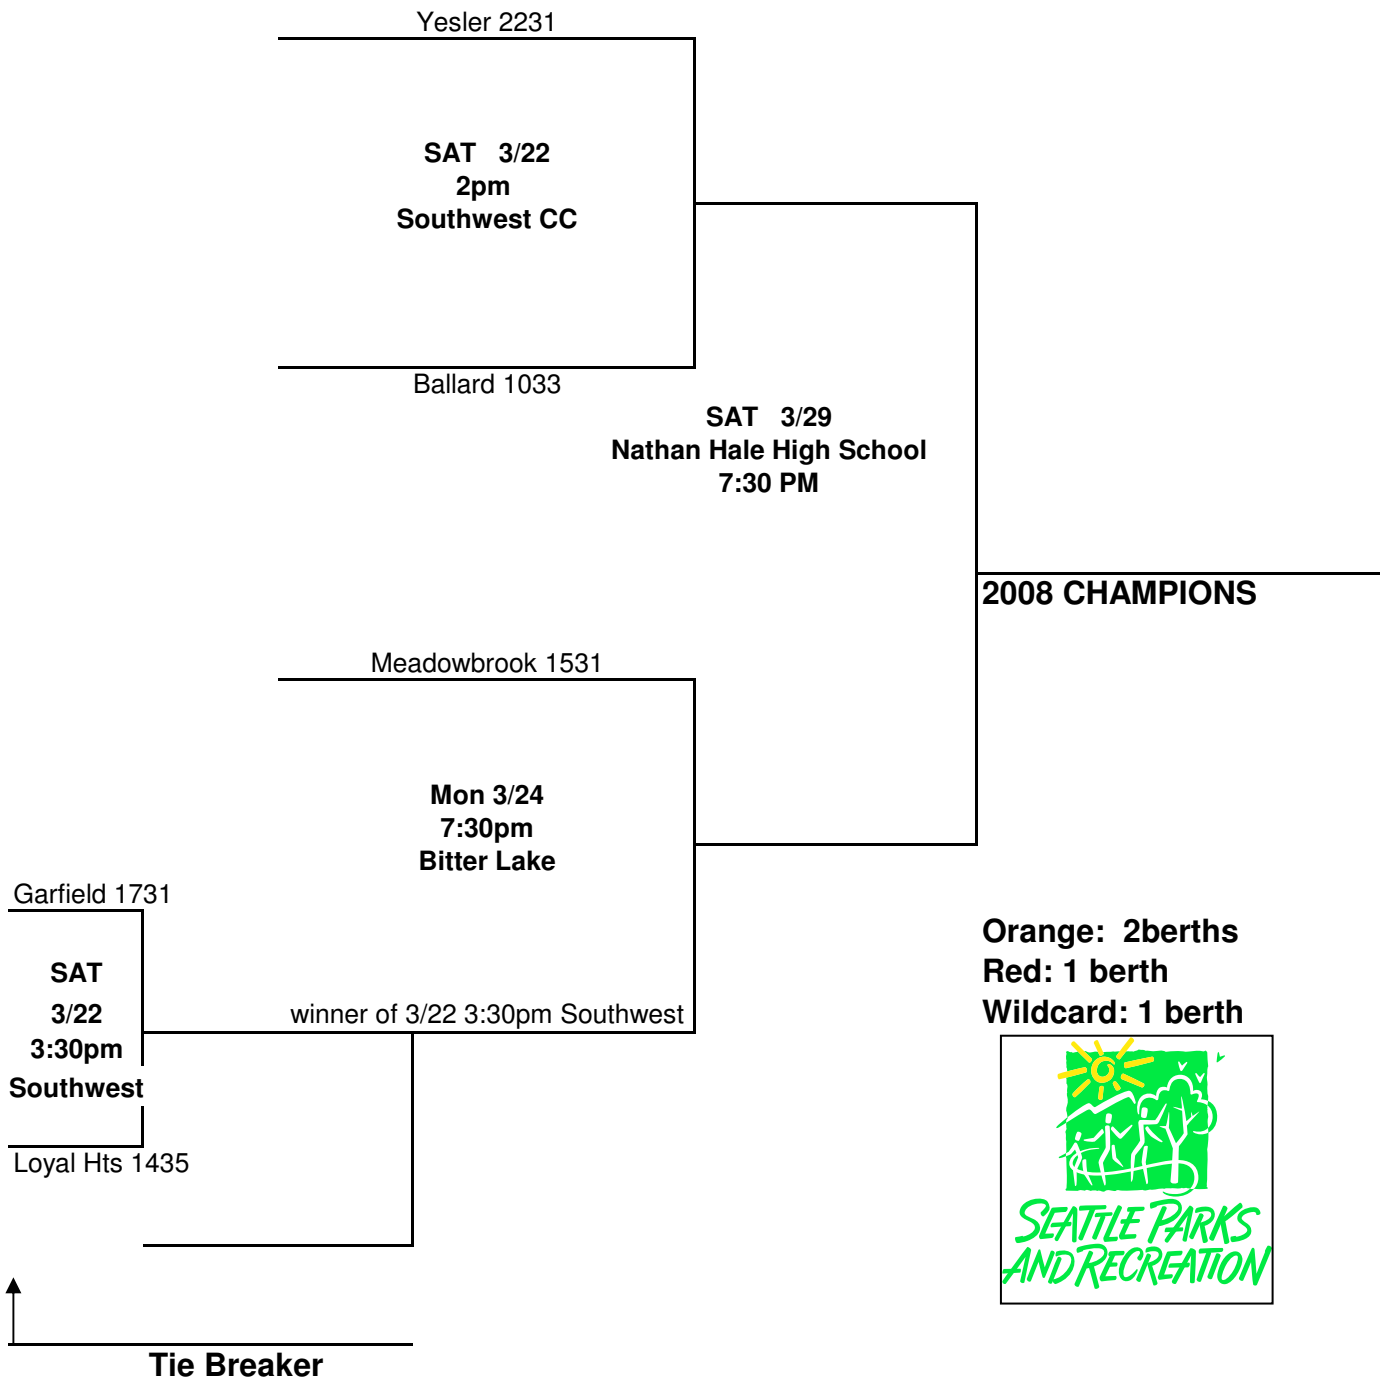 Yesler 2231
SAT 3/22
2pm
Southwest CC
Ballard 1033
SAT 3/29
Nathan Hale High School
7:30 PM
2008 CHAMPIONS
Meadowbrook 1531
Mon 3/24
7:30pm
Bitter Lake
Garfield 1731
SAT
3/22
3:30pm
Southwest
winner of 3/22 3:30pm Southwest
Loyal Hts 1435
Orange: 2berths
Red: 1 berth
Wildcard: 1 berth
SEATTLE PARKS
AND RECREATION
Tie Breaker